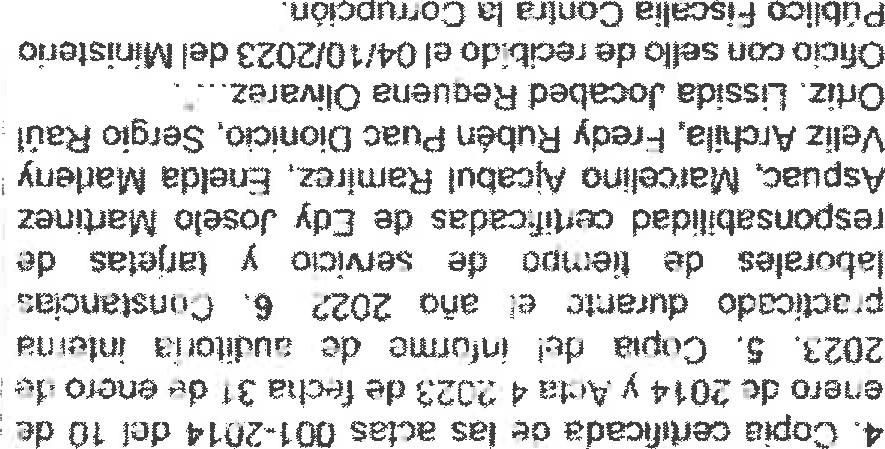 4. Copia certificada de las actas 001-2014 del 10 de
enero de 2014 y Acta 4 2023 de fecha 31 de enero de
2023. 5. Copia del informe de auditoría interna
practicado durante el año 2022 6. Constancias
laborales de tiempo de servicio y tarjetas de
responsabilidad certificadas de Edy Joselo Martínez
Aspuac, Marcelino Ajcabul Ramírez, Enelda Marleny
Veliz Archila, Fredy Rubén Puac Dionicio, Sergio Raúl
Ortiz. Lissida Jacobed Requena Olivarez.....
Oficio con sello de recibido el 04/10/2023 del Ministerio
Público Fiscalía Contra la Corrupción.